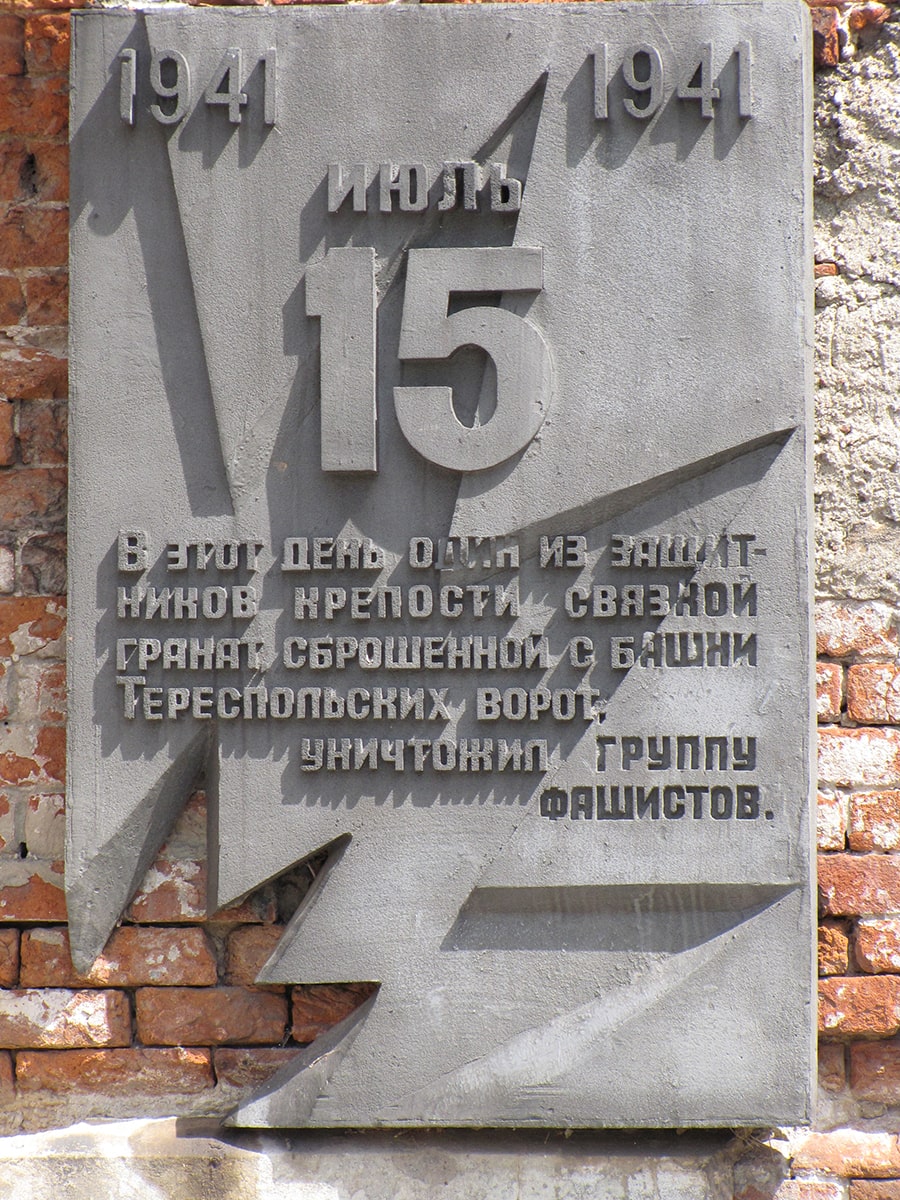 1941 1941
ИЮЛЬ
15
В ЭТОТ ДЕНЬ ОДИН ИЗ ЗАЩИТ-
НИКОВ КРЕПОСТИ СВЯЗКОЙ
ГРАНАТ, СБРОШЕННОЙ С БАШНИ
ТЕРЕСПОЛЬСКИХ ВОРОТ,
УНИЧТОЖИЛ ГРУППУ
ФАШИСТОВ.